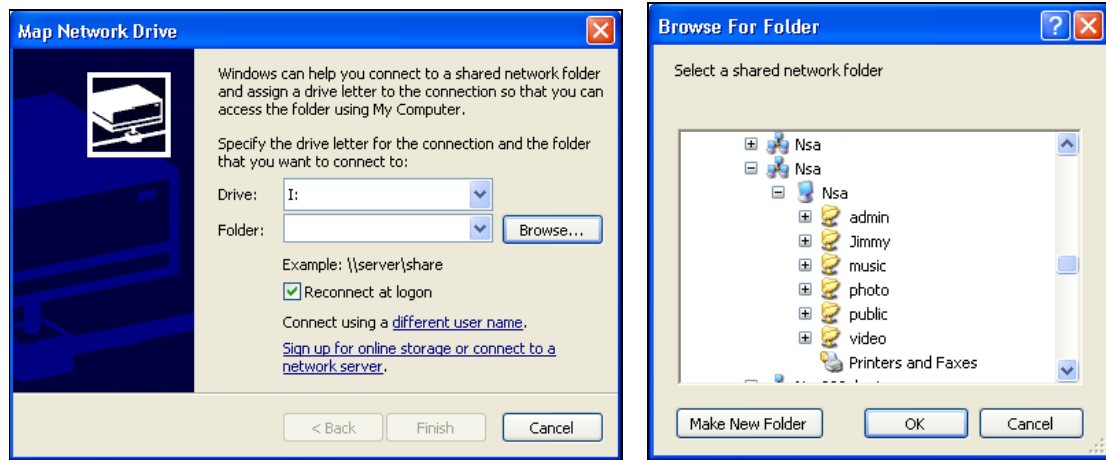 Map Network Drive
Windows can help you connect to a shared network folder
and assign a drive letter to the connection so that you can
access the folder using My Computer.
Specify the drive letter for the connection and the folder
that you want to connect to:
Drive: I:
Folder: Browse...
Example: \\server\share
Reconnect at logon
Connect using a different user name.
Sign up for online storage or connect to a
network server.
< Back Finish Cancel
Browse For Folder
Select a shared network folder
Nsa
Nsa
Nsa
admin
Jimmy
music
photo
public
video
Printers and Faxes
Make New Folder OK Cancel